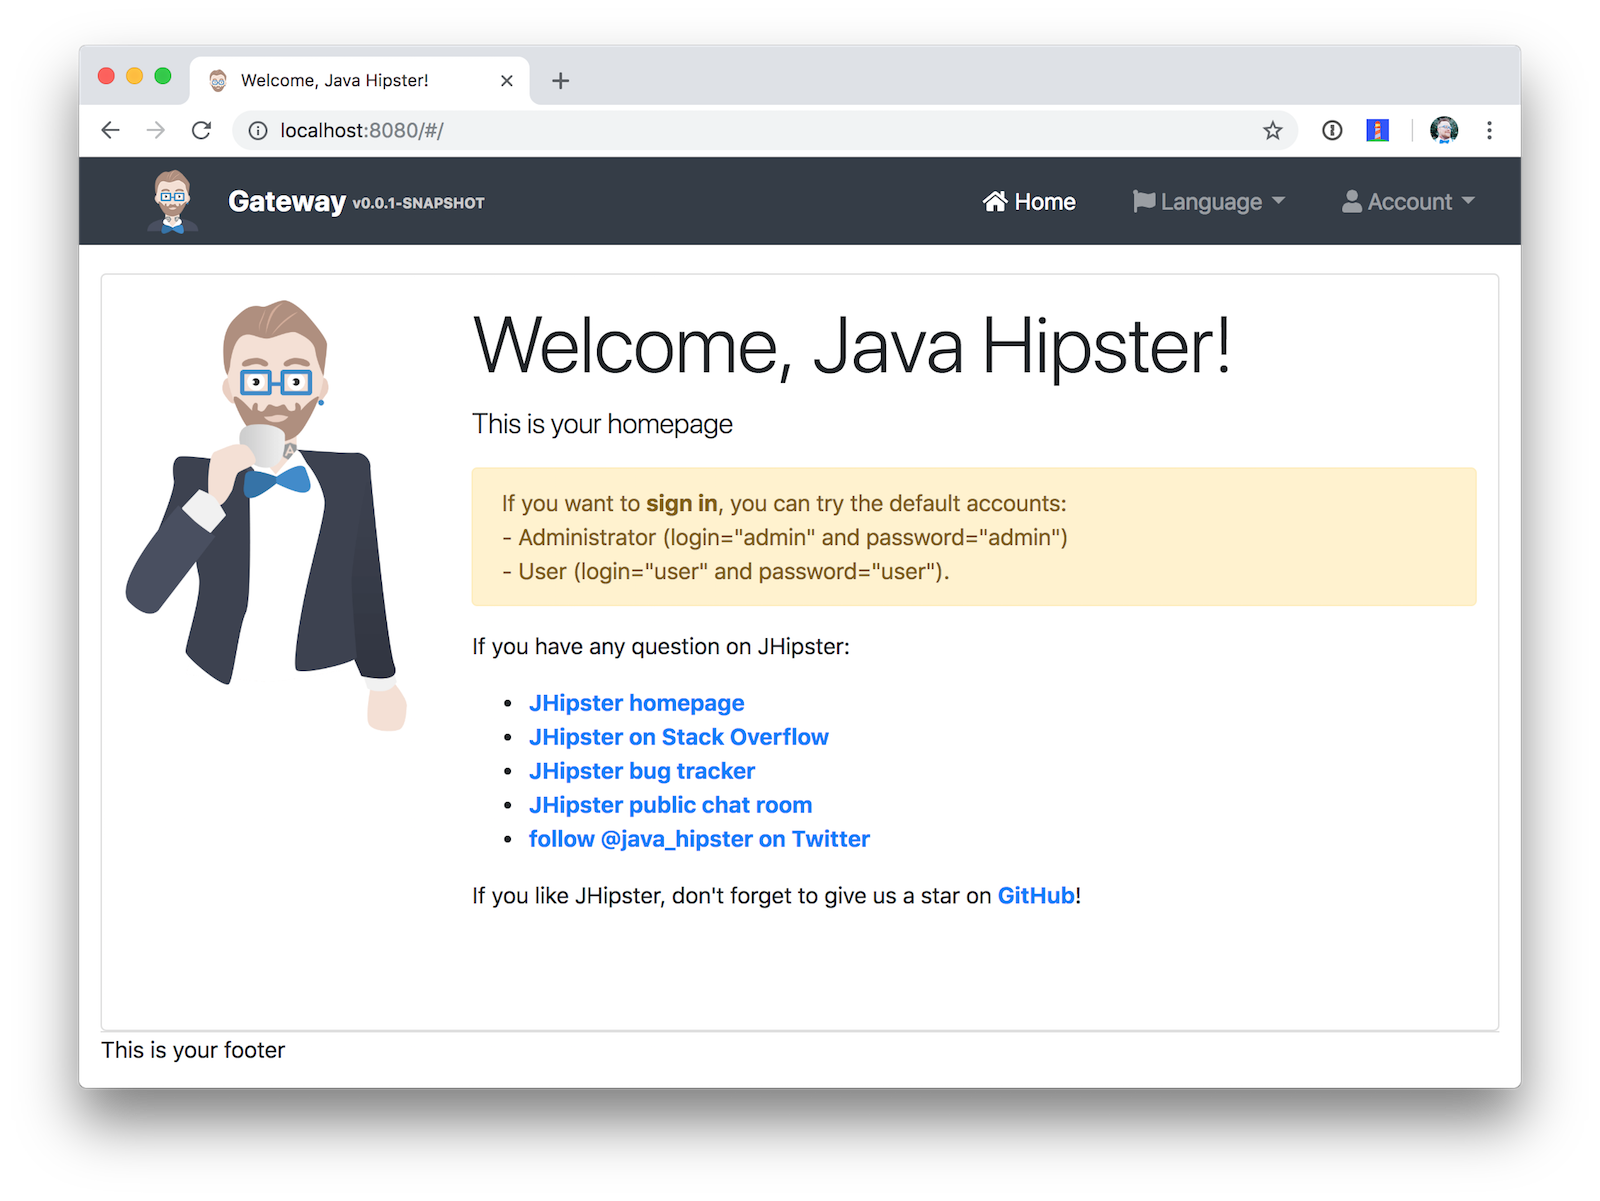 Welcome, Java Hipster!
localhost:8080/#/
Gateway v0.0.1-SNAPSHOT
Home
Language
Account
Welcome, Java Hipster!
This is your homepage
If you want to sign in, you can try the default accounts:
- Administrator (login="admin" and password="admin")
- User (login="user" and password="user").
If you have any question on JHipster:
• JHipster homepage
• JHipster on Stack Overflow
• JHipster bug tracker
• JHipster public chat room
• follow @java_hipster on Twitter
If you like JHipster, don't forget to give us a star on GitHub!
This is your footer